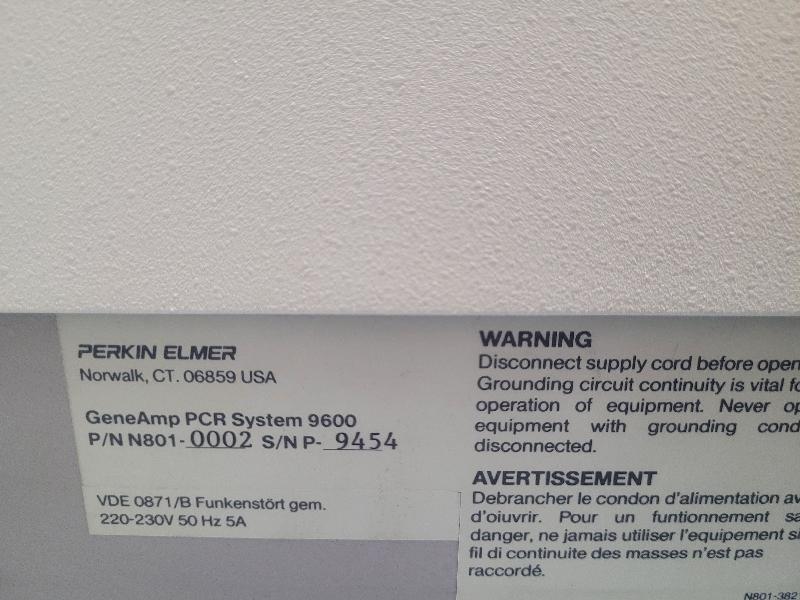 PERKIN ELMER
Norwalk, CT. 06859 USA
GeneAmp PCR System 9600
P/N N801-0002 S/N P-9454
VDE 0871/B Funkenstört gem.
220-230V 50 Hz 5A
WARNING
Disconnect supply cord before open
Grounding circuit continuity is vital fo
operation of equipment. Never op
equipment with grounding cond
disconnected.
AVERTISSEMENT
Debrancher le condon d'alimentation av
d'oiuvrir. Pour un funtionnement sa
danger, ne jamais utiliser l'equipement si
fil di continuite des masses n'est pas
raccordé.
N801-382